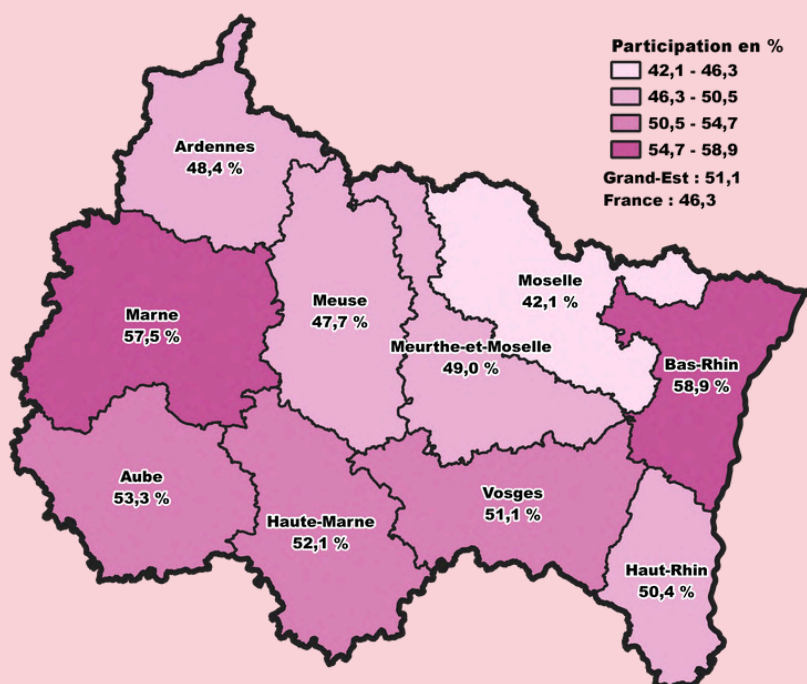 Participation en %
42,1 - 46,3
46,3 - 50,5
50,5 - 54,7
54,7 - 58,9
Grand-Est : 51,1
France : 46,3
Ardennes
48,4 %
Marne
57,5 %
Meuse
47,7 %
Moselle
42,1 %
Meurthe-et-Moselle
49,0 %
Bas-Rhin
58,9 %
Aube
53,3 %
Haute-Marne
52,1 %
Vosges
51,1 %
Haut-Rhin
50,4 %